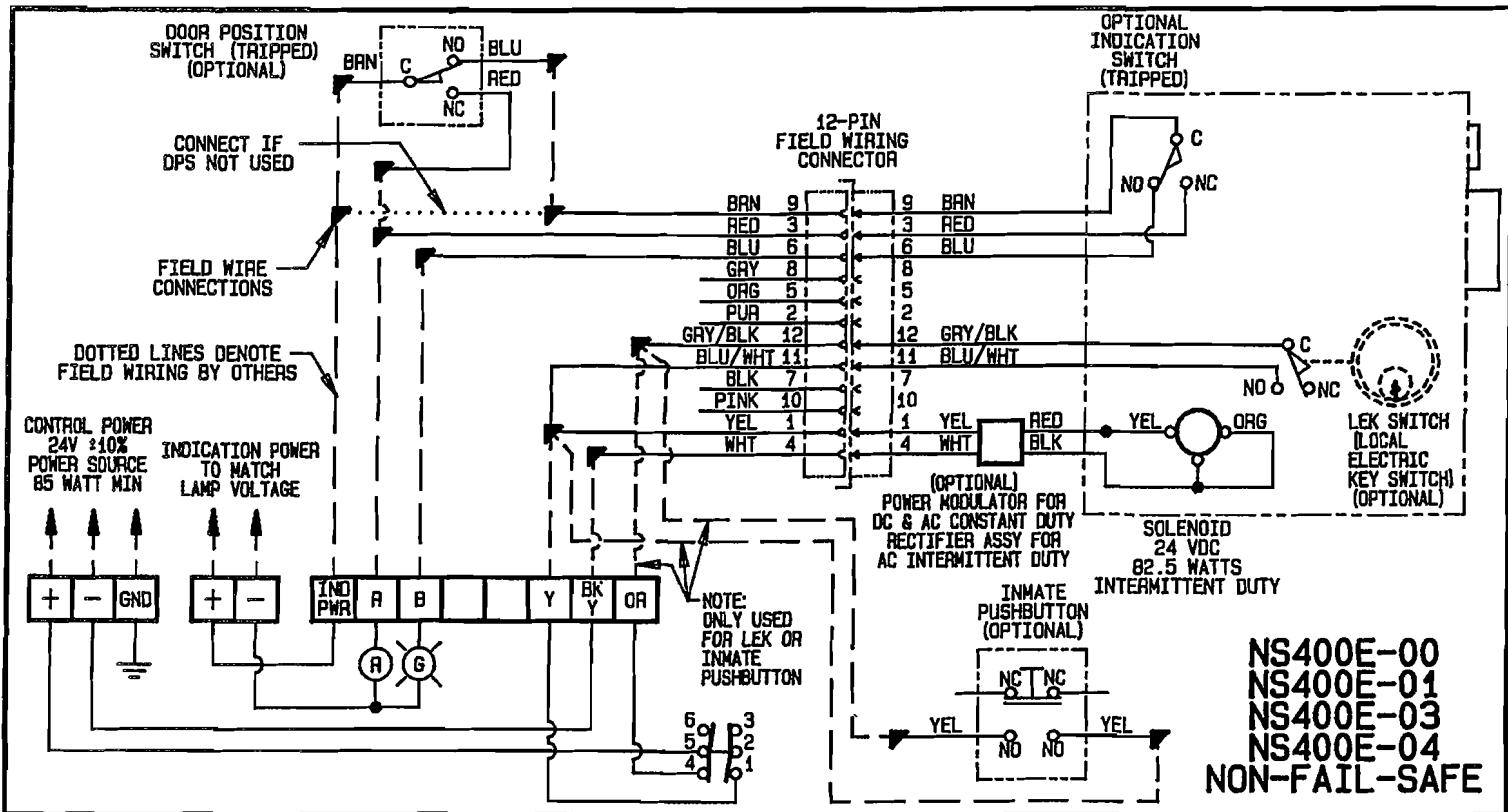 DOOR POSITION
SWITCH (TRIPPED)
(OPTIONAL)
BRN
C
NO
BLU
RED
NC
CONNECT IF
DPS NOT USED
FIELD WIRE
CONNECTIONS
DOTTED LINES DENOTE
FIELD WIRING BY OTHERS
12-PIN
FIELD WIRING
CONNECTOR
BRN 9
RED 3
BLU 6
GRY 8
ORG 5
PUR 2
GRY/BLK 12
BLU/WHT 11
BLK 7
PINK 10
YEL 1
WHT 4
9 BRN
3 RED
6 BLU
8
5
2
12 GRY/BLK
11 BLU/WHT
7
10
1 YEL
4 WHT
OPTIONAL
INDICATION
SWITCH
(TRIPPED)
C
NO
NC
C
NO
NC
LEK SWITCH
(LOCAL
ELECTRIC
KEY SWITCH)
(OPTIONAL)
RED
BLK
YEL
ORG
(OPTIONAL)
POWER MODULATOR FOR
DC & AC CONSTANT DUTY
RECTIFIER ASSY FOR
AC INTERMITTENT DUTY
SOLENOID
24 VDC
82.5 WATTS
INTERMITTENT DUTY
CONTROL POWER
24V ±10%
POWER SOURCE
85 WATT MIN
INDICATION POWER
TO MATCH
LAMP VOLTAGE
+ - GND
+ -
IND
PWR
R
B
Y
BK
Y
OR
R
G
NOTE:
ONLY USED
FOR LEK OR
INMATE
PUSHBUTTON
6 3
5 2
4 1
INMATE
PUSHBUTTON
(OPTIONAL)
NC NC
YEL
NO NO
YEL
NS400E-00
NS400E-01
NS400E-03
NS400E-04
NON-FAIL-SAFE